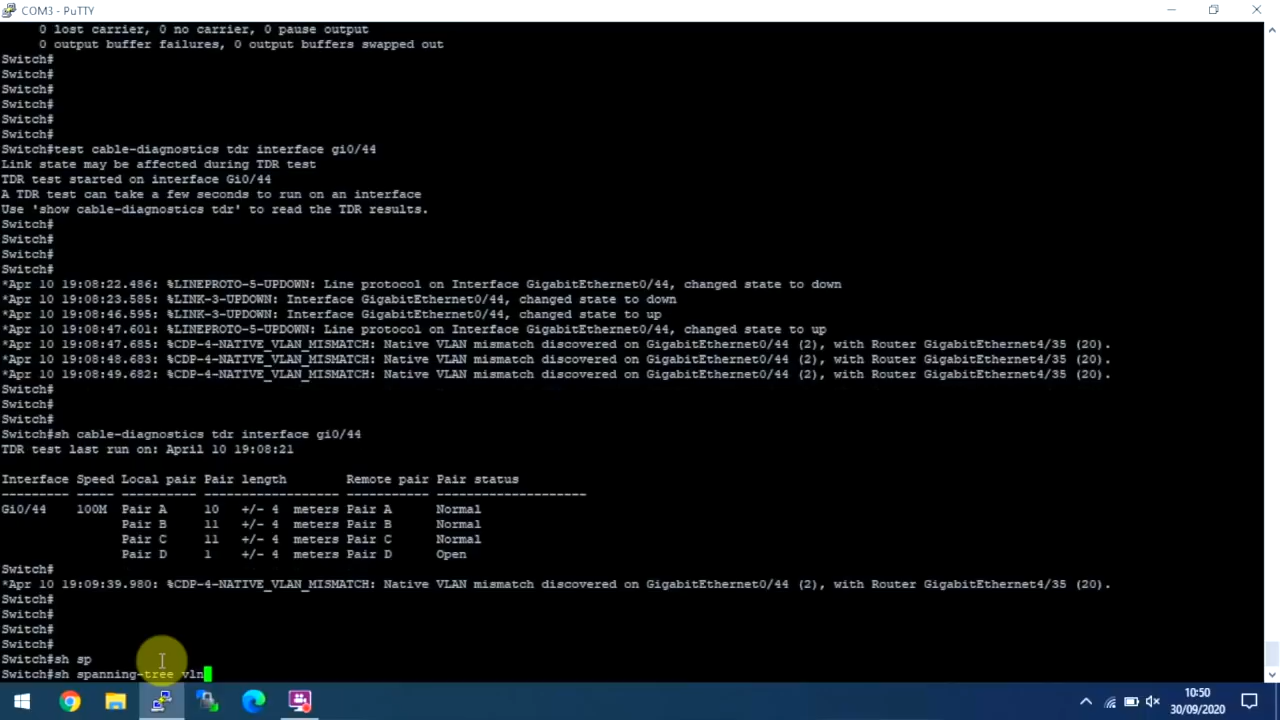 COM3 - PuTTY
0 lost carrier, 0 no carrier, 0 pause output
0 output buffer failures, 0 output buffers swapped out
Switch#
Switch#
Switch#
Switch#
Switch#
Switch#
Switch#test cable-diagnostics tdr interface gi0/44
Link state may be affected during TDR test
TDR test started on interface Gi0/44
A TDR test can take a few seconds to run on an interface
Use 'show cable-diagnostics tdr' to read the TDR results.
Switch#
Switch#
Switch#
Switch#
*Apr 10 19:08:22.486: %LINEPROTO-5-UPDOWN: Line protocol on Interface GigabitEthernet0/44, changed state to down
*Apr 10 19:08:23.585: %LINK-3-UPDOWN: Interface GigabitEthernet0/44, changed state to down
*Apr 10 19:08:46.595: %LINK-3-UPDOWN: Interface GigabitEthernet0/44, changed state to up
*Apr 10 19:08:47.601: %LINEPROTO-5-UPDOWN: Line protocol on Interface GigabitEthernet0/44, changed state to up
*Apr 10 19:08:47.685: %CDP-4-NATIVE_VLAN_MISMATCH: Native VLAN mismatch discovered on GigabitEthernet0/44 (2), with Router GigabitEthernet4/35 (20).
*Apr 10 19:08:48.683: %CDP-4-NATIVE_VLAN_MISMATCH: Native VLAN mismatch discovered on GigabitEthernet0/44 (2), with Router GigabitEthernet4/35 (20).
*Apr 10 19:08:49.682: %CDP-4-NATIVE_VLAN_MISMATCH: Native VLAN mismatch discovered on GigabitEthernet0/44 (2), with Router GigabitEthernet4/35 (20).
Switch#
Switch#
Switch#
Switch#sh cable-diagnostics tdr interface gi0/44
TDR test last run on: April 10 19:08:21
Interface Speed Local pair Pair length Remote pair Pair status
--------- ----- ---------- ------------------ ----------- --------------------
Gi0/44 100M Pair A 10 +/- 4 meters Pair A Normal
Pair B 11 +/- 4 meters Pair B Normal
Pair C 11 +/- 4 meters Pair C Normal
Pair D 1 +/- 4 meters Pair D Open
Switch#
*Apr 10 19:09:39.980: %CDP-4-NATIVE_VLAN_MISMATCH: Native VLAN mismatch discovered on GigabitEthernet0/44 (2), with Router GigabitEthernet4/35 (20).
Switch#
Switch#
Switch#
Switch#
Switch#sh sp
Switch#sh spanning-tree vln
10:50
30/09/2020